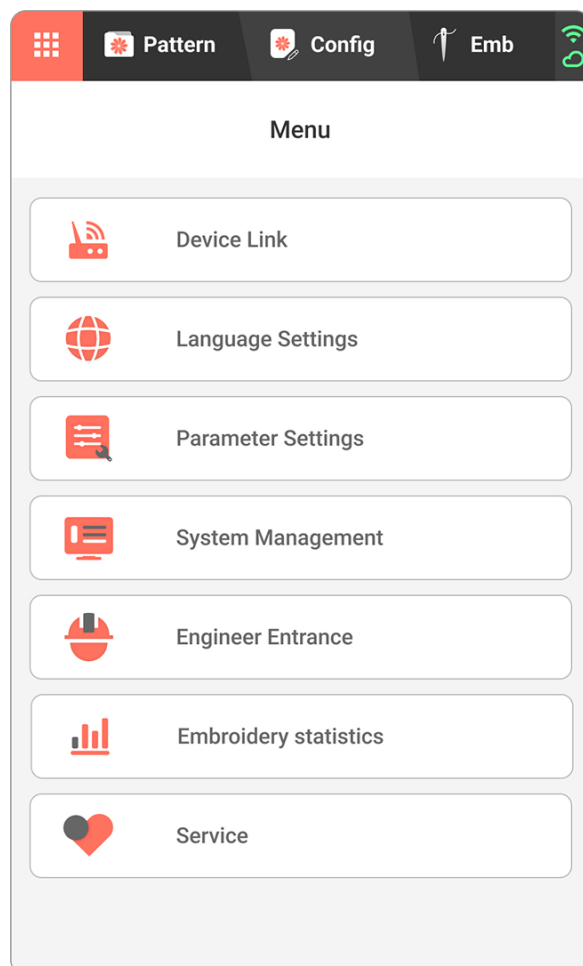 Pattern Config Emb
Menu
Device Link
Language Settings
Parameter Settings
System Management
Engineer Entrance
Embroidery statistics
Service